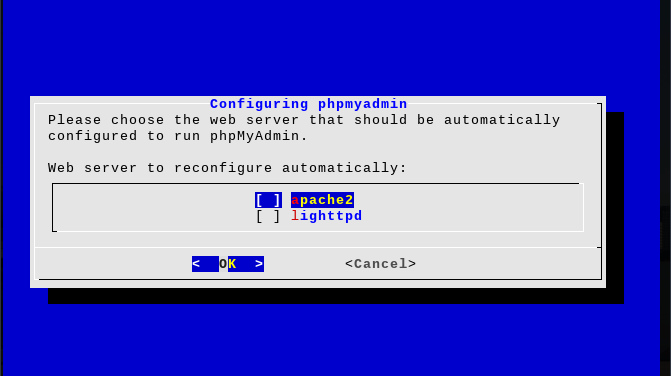 Configuring phpmyadmin
Please choose the web server that should be automatically
configured to run phpMyAdmin.
Web server to reconfigure automatically:
[ ] apache2
[ ] lighttpd
<  OK  >
<Cancel>